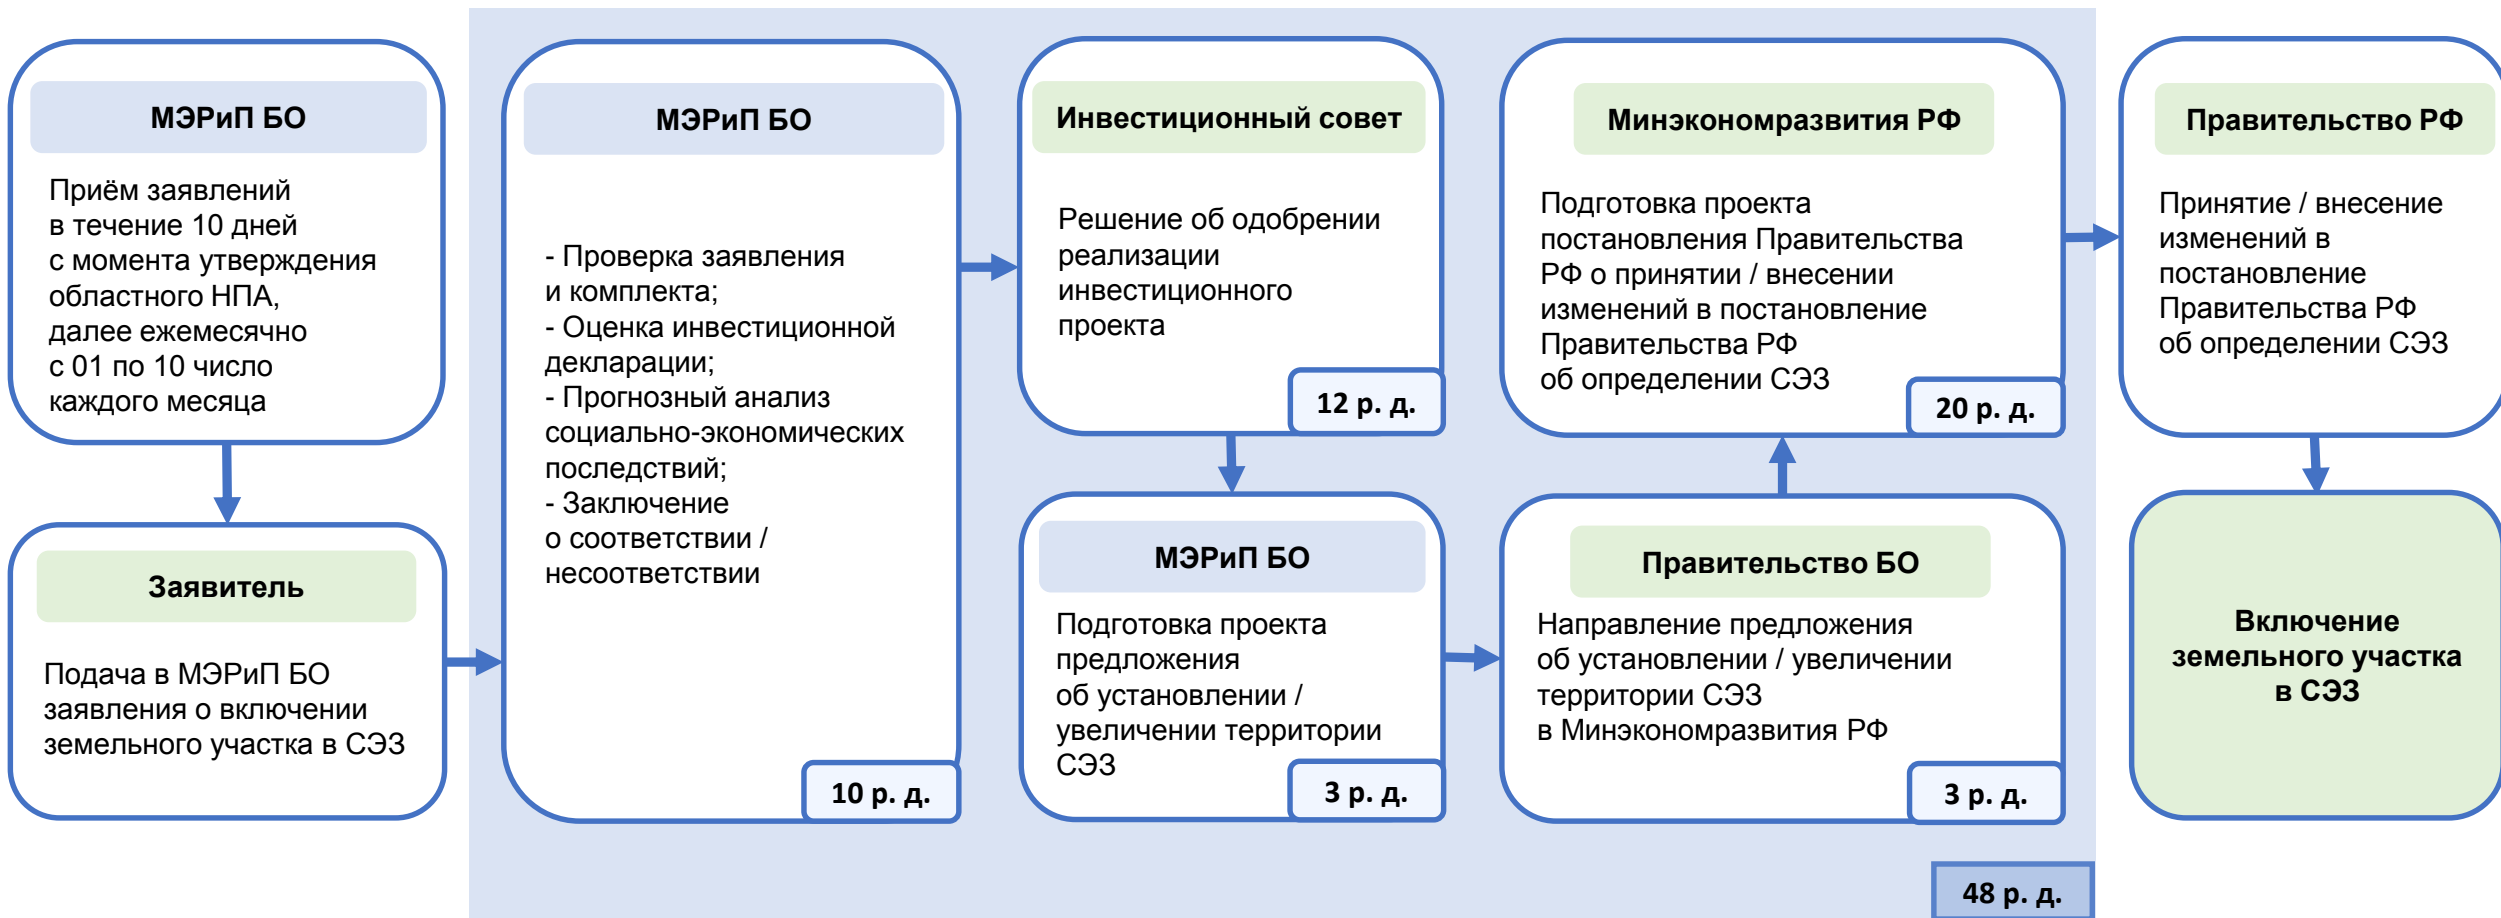 МЭРиП БО
Приём заявлений
в течение 10 дней
с момента утверждения
областного НПА,
далее ежемесячно
с 01 по 10 число
каждого месяца
Заявитель
Подача в МЭРиП БО
заявления о включении
земельного участка в СЭЗ
МЭРиП БО
- Проверка заявления
и комплекта;
- Оценка инвестиционной
декларации;
- Прогнозный анализ
социально-экономических
последствий;
- Заключение
о соответствии /
несоответствии
10 р. д.
Инвестиционный совет
Решение об одобрении
реализации
инвестиционного
проекта
12 р. д.
МЭРиП БО
Подготовка проекта
предложения
об установлении /
увеличении территории
СЭЗ
3 р. д.
Правительство БО
Направление предложения
об установлении / увеличении
территории СЭЗ
в Минэкономразвития РФ
3 р. д.
Минэкономразвития РФ
Подготовка проекта
постановления Правительства
РФ о принятии / внесении
изменений в постановление
Правительства РФ
об определении СЭЗ
20 р. д.
48 р. д.
Правительство РФ
Принятие / внесение
изменений в
постановление
Правительства РФ
об определении СЭЗ
Включение
земельного участка
в СЭЗ